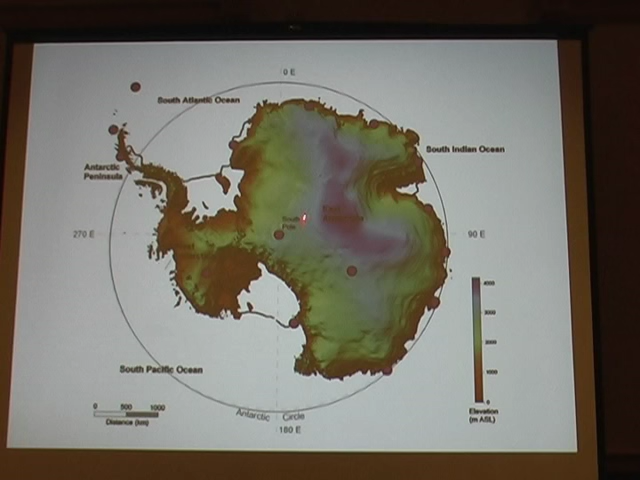 0 E
South Atlantic Ocean
South Indian Ocean
Antarctic
Peninsula
South
Pole
East
270 E
90 E
4000
3000
2000
1000
0
South Pacific Ocean
0 500 1000
Distance (km)
Elevation
(m ASL)
Antarctic Circle
180 E